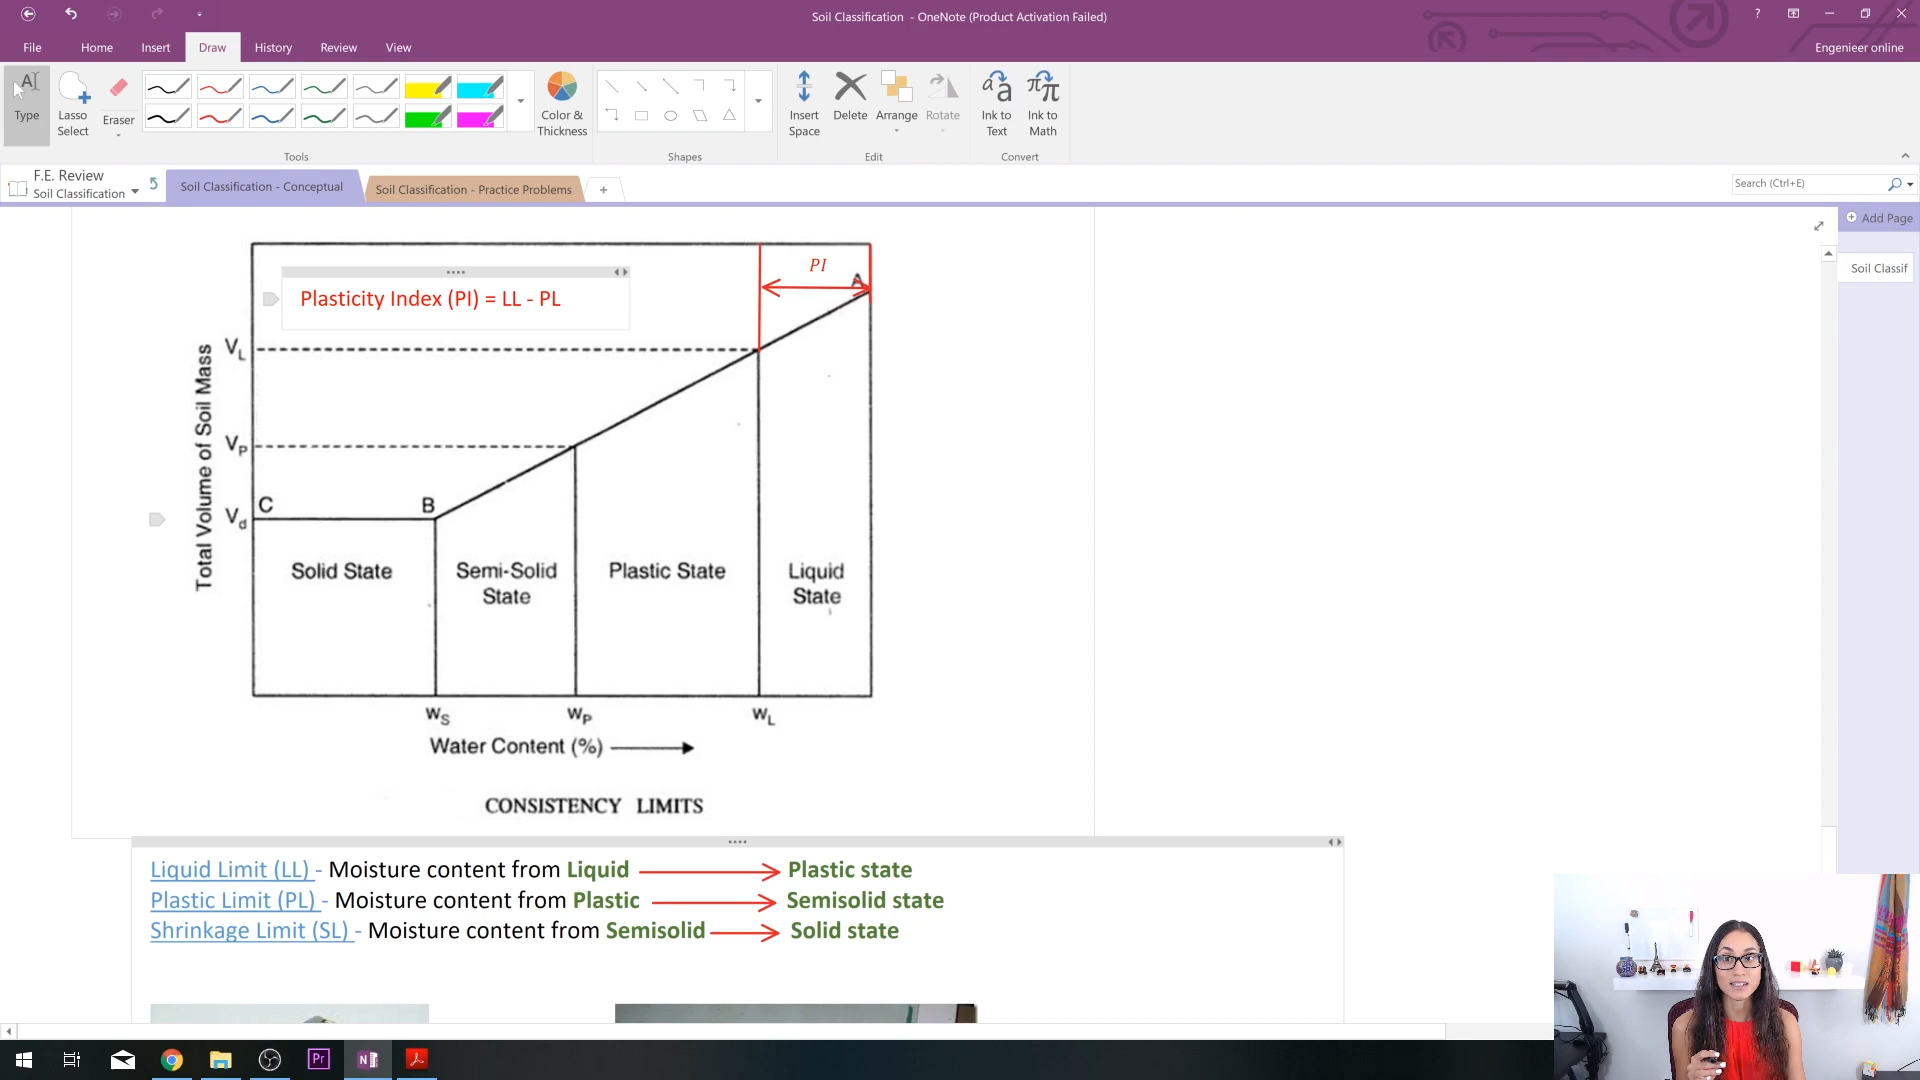 Soil Classification - OneNote (Product Activation Failed)
?
File
Home
Insert
Draw
History
Review
View
Engenieer online
Type
Lasso Select
Eraser
Color & Thickness
Insert Space
Delete
Arrange
Rotate
Ink to Text
Ink to Math
Tools
Shapes
Edit
Convert
F.E. Review
Soil Classification
Soil Classification - Conceptual
Soil Classification - Practice Problems
+
Search (Ctrl+E)
Add Page
Soil Classif
PI
A
Plasticity Index (PI) = LL - PL
Total Volume of Soil Mass
VL
VP
Vd
C
B
Solid State
Semi-Solid State
Plastic State
Liquid State
wS
wP
wL
Water Content (%)
CONSISTENCY LIMITS
Liquid Limit (LL) - Moisture content from Liquid Plastic state
Plastic Limit (PL) - Moisture content from Plastic Semisolid state
Shrinkage Limit (SL) - Moisture content from Semisolid Solid state
Pr
N